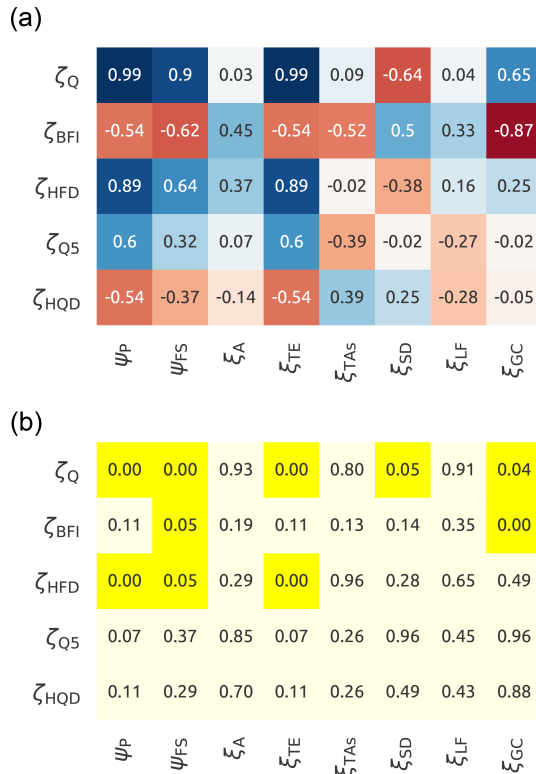 (a)
ζQ 0.99 0.9 0.03 0.99 0.09 -0.64 0.04 0.65
ζBFI -0.54 -0.62 0.45 -0.54 -0.52 0.5 0.33 -0.87
ζHFD 0.89 0.64 0.37 0.89 -0.02 -0.38 0.16 0.25
ζQ5 0.6 0.32 0.07 0.6 -0.39 -0.02 -0.27 -0.02
ζHQD -0.54 -0.37 -0.14 -0.54 0.39 0.25 -0.28 -0.05
ψP ψFS ξA ξTE ξTAs ξSD ξLF ξGC
(b)
ζQ 0.00 0.00 0.93 0.00 0.80 0.05 0.91 0.04
ζBFI 0.11 0.05 0.19 0.11 0.13 0.14 0.35 0.00
ζHFD 0.00 0.05 0.29 0.00 0.96 0.28 0.65 0.49
ζQ5 0.07 0.37 0.85 0.07 0.26 0.96 0.45 0.96
ζHQD 0.11 0.29 0.70 0.11 0.26 0.49 0.43 0.88
ψP ψFS ξA ξTE ξTAs ξSD ξLF ξGC